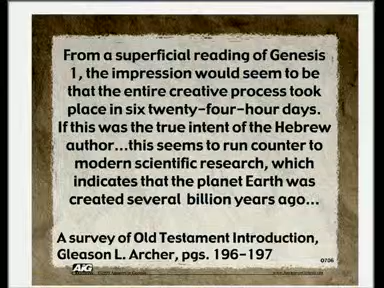 From a superficial reading of Genesis
1, the impression would seem to be
that the entire creative process took
place in six twenty-four-hour days.
If this was the true intent of the Hebrew
author...this seems to run counter to
modern scientific research, which
indicates that the planet Earth was
created several billion years ago...
A survey of Old Testament Introduction,
Gleason L. Archer, pgs. 196-197
0706
AiG